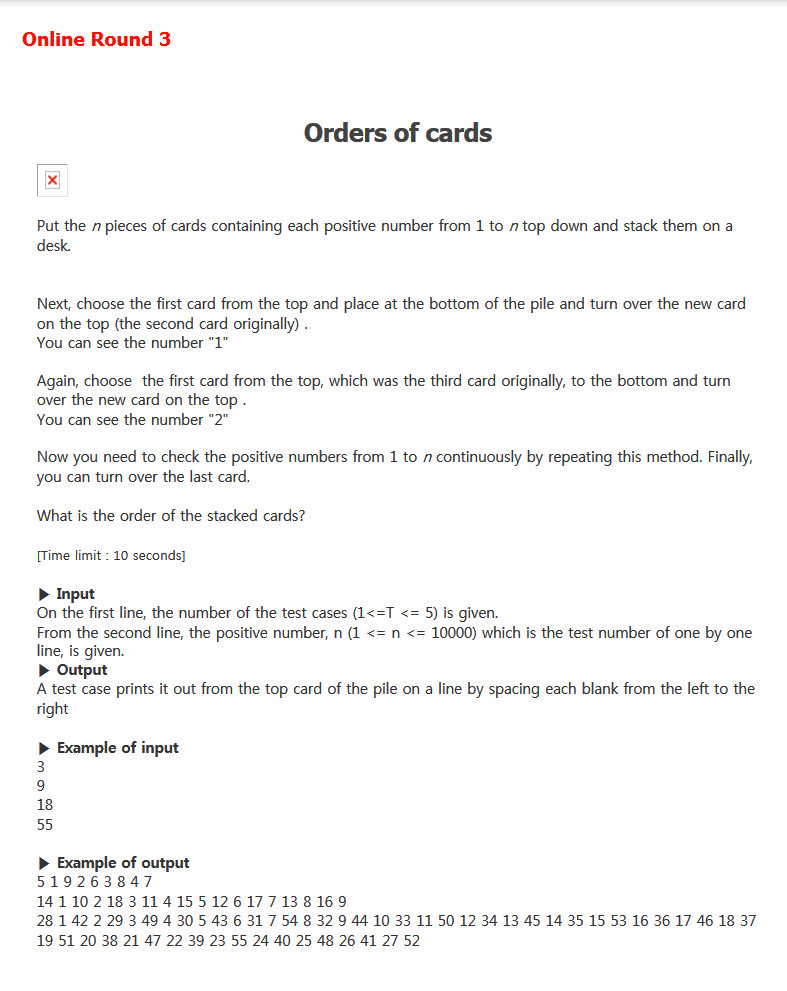 Online Round 3
Orders of cards
Put the n pieces of cards containing each positive number from 1 to n top down and stack them on a
desk.
Next, choose the first card from the top and place at the bottom of the pile and turn over the new card
on the top (the second card originally) .
You can see the number "1"
Again, choose  the first card from the top, which was the third card originally, to the bottom and turn
over the new card on the top .
You can see the number "2"
Now you need to check the positive numbers from 1 to n continuously by repeating this method. Finally,
you can turn over the last card.
What is the order of the stacked cards?
[Time limit : 10 seconds]
▶ Input
On the first line, the number of the test cases (1<=T <= 5) is given.
From the second line, the positive number, n (1 <= n <= 10000) which is the test number of one by one
line, is given.
▶ Output
A test case prints it out from the top card of the pile on a line by spacing each blank from the left to the
right
▶ Example of input
3
9
18
55
▶ Example of output
5 1 9 2 6 3 8 4 7
14 1 10 2 18 3 11 4 15 5 12 6 17 7 13 8 16 9
28 1 42 2 29 3 49 4 30 5 43 6 31 7 54 8 32 9 44 10 33 11 50 12 34 13 45 14 35 15 53 16 36 17 46 18 37
19 51 20 38 21 47 22 39 23 55 24 40 25 48 26 41 27 52